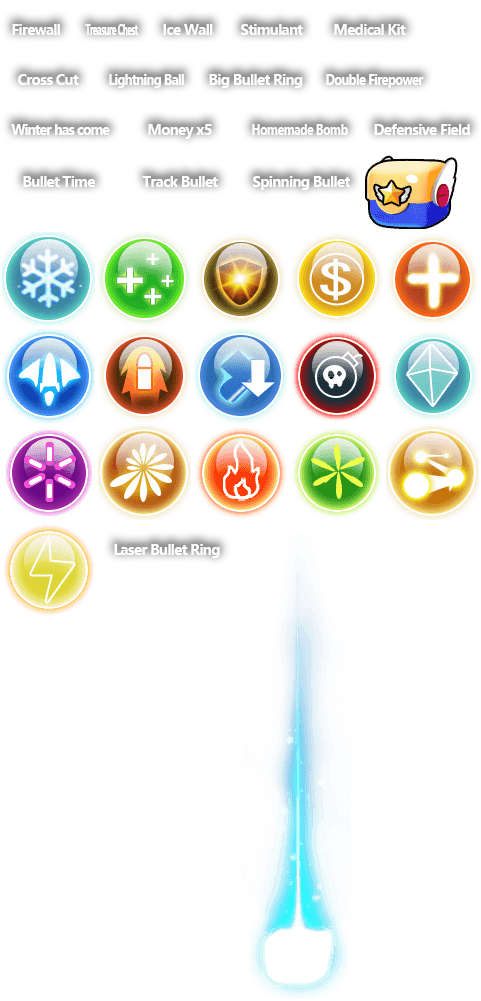 Firewall Treasure Chest Ice Wall Stimulant Medical Kit
Cross Cut Lightning Ball Big Bullet Ring Double Firepower
Winter has come Money x5 Homemade Bomb Defensive Field
Bullet Time Track Bullet Spinning Bullet
$
Laser Bullet Ring